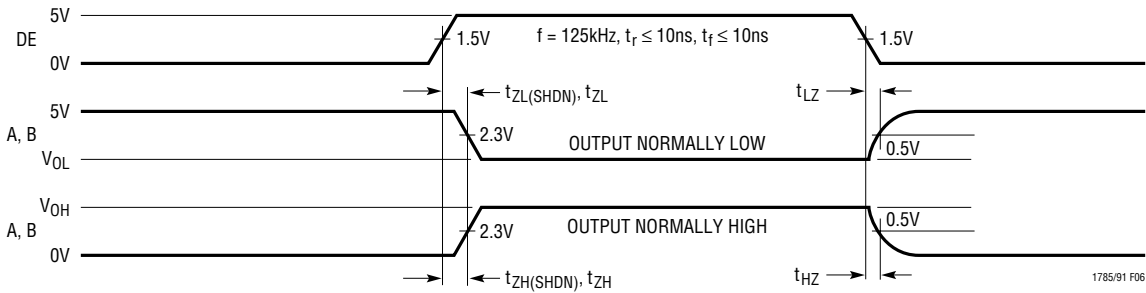 5V
DE
0V
1.5V
f = 125kHz, tr ≤ 10ns, tf ≤ 10ns
1.5V
tZL(SHDN), tZL
tLZ
5V
A, B
VOL
2.3V
OUTPUT NORMALLY LOW
0.5V
VOH
A, B
0V
2.3V
OUTPUT NORMALLY HIGH
0.5V
tZH(SHDN), tZH
tHZ
1785/91 F06